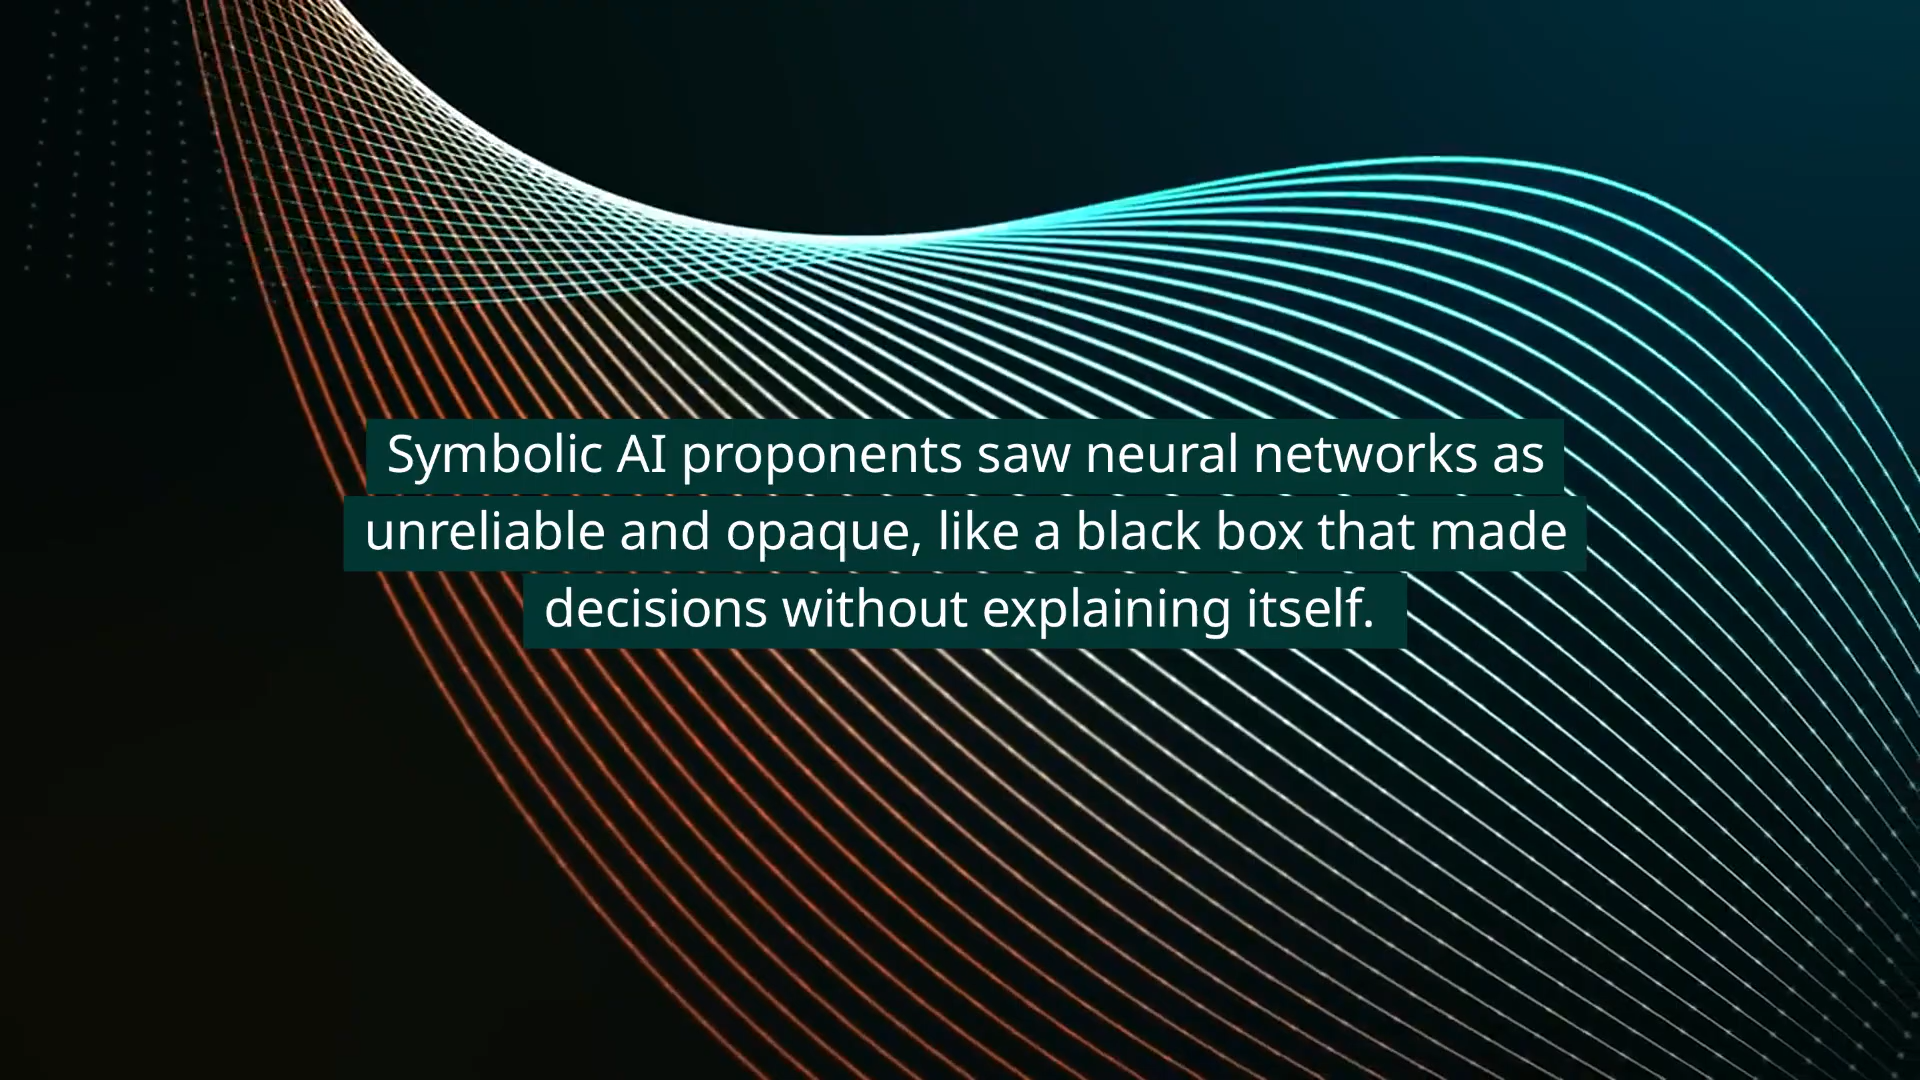 Symbolic AI proponents saw neural networks as
unreliable and opaque, like a black box that made
decisions without explaining itself.